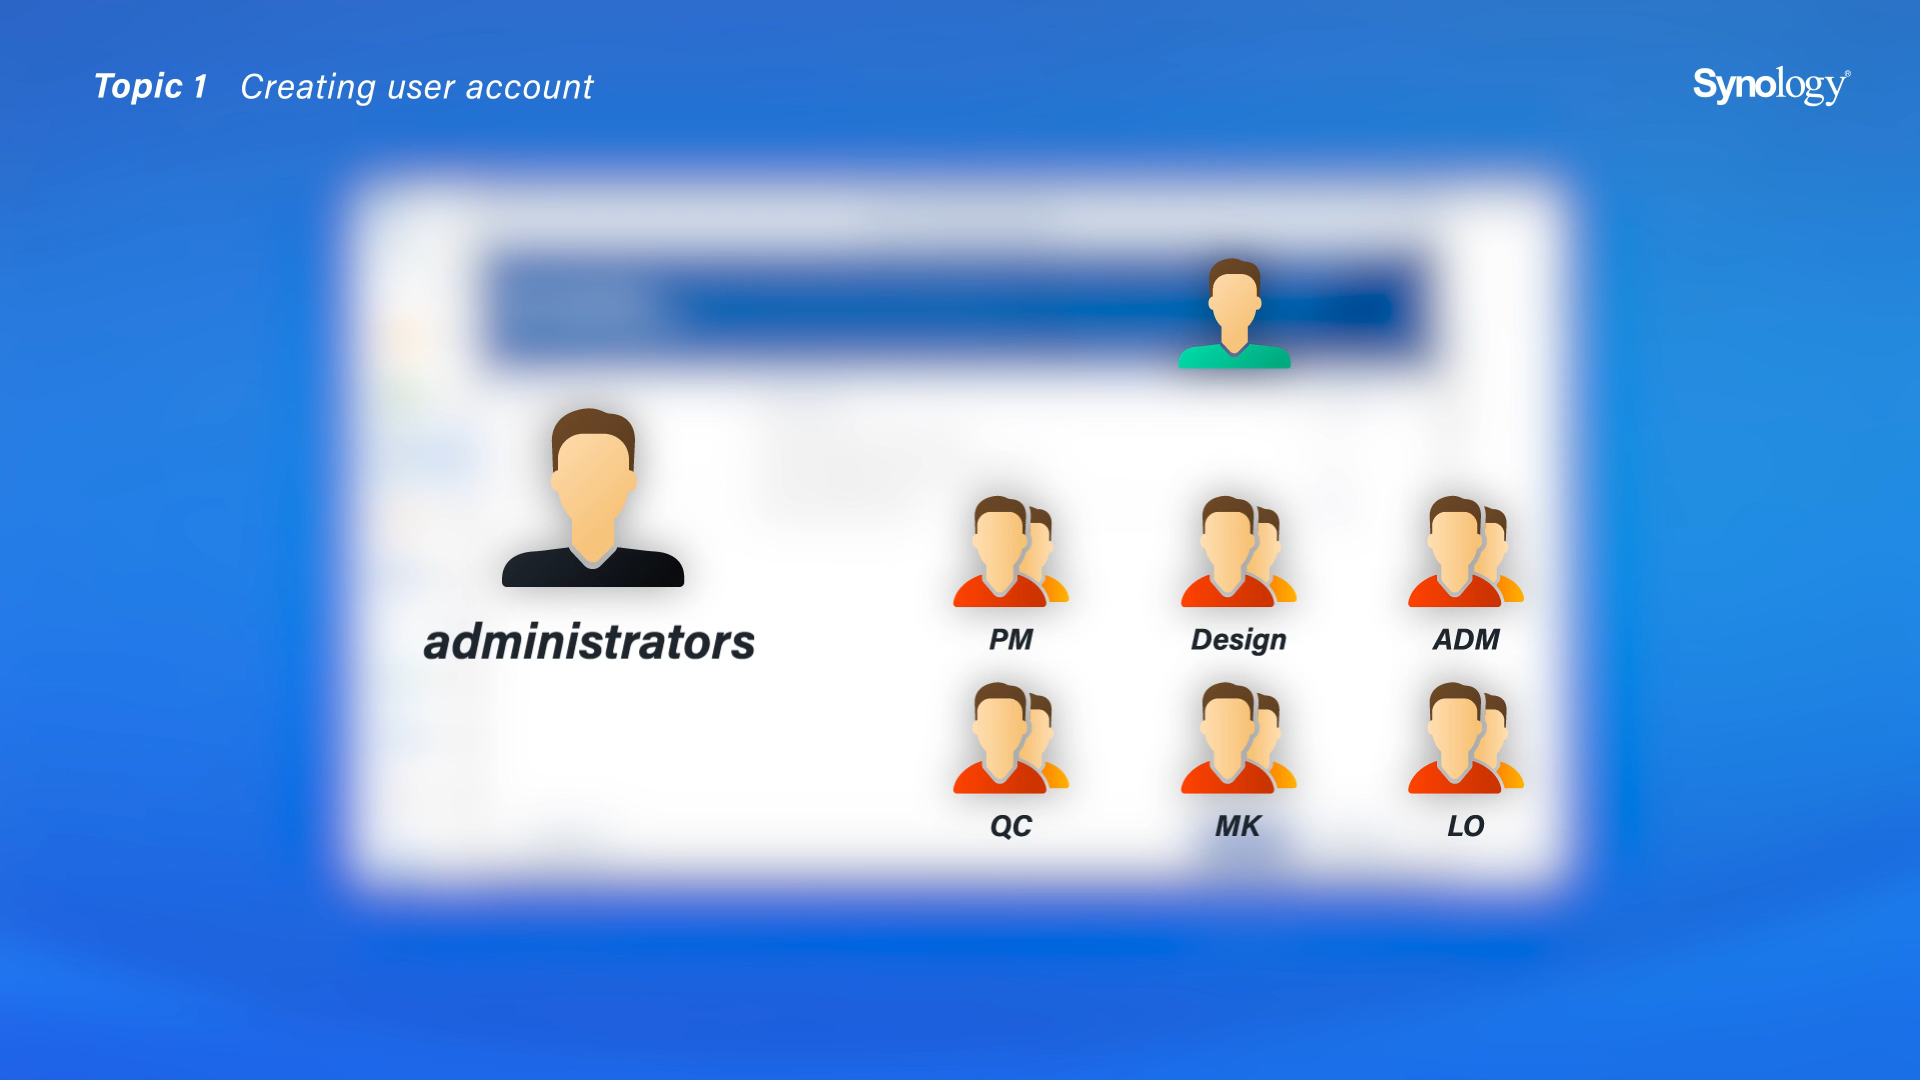 Topic 1 Creating user account
Synology®
administrators
PM
Design
ADM
QC
MK
LO